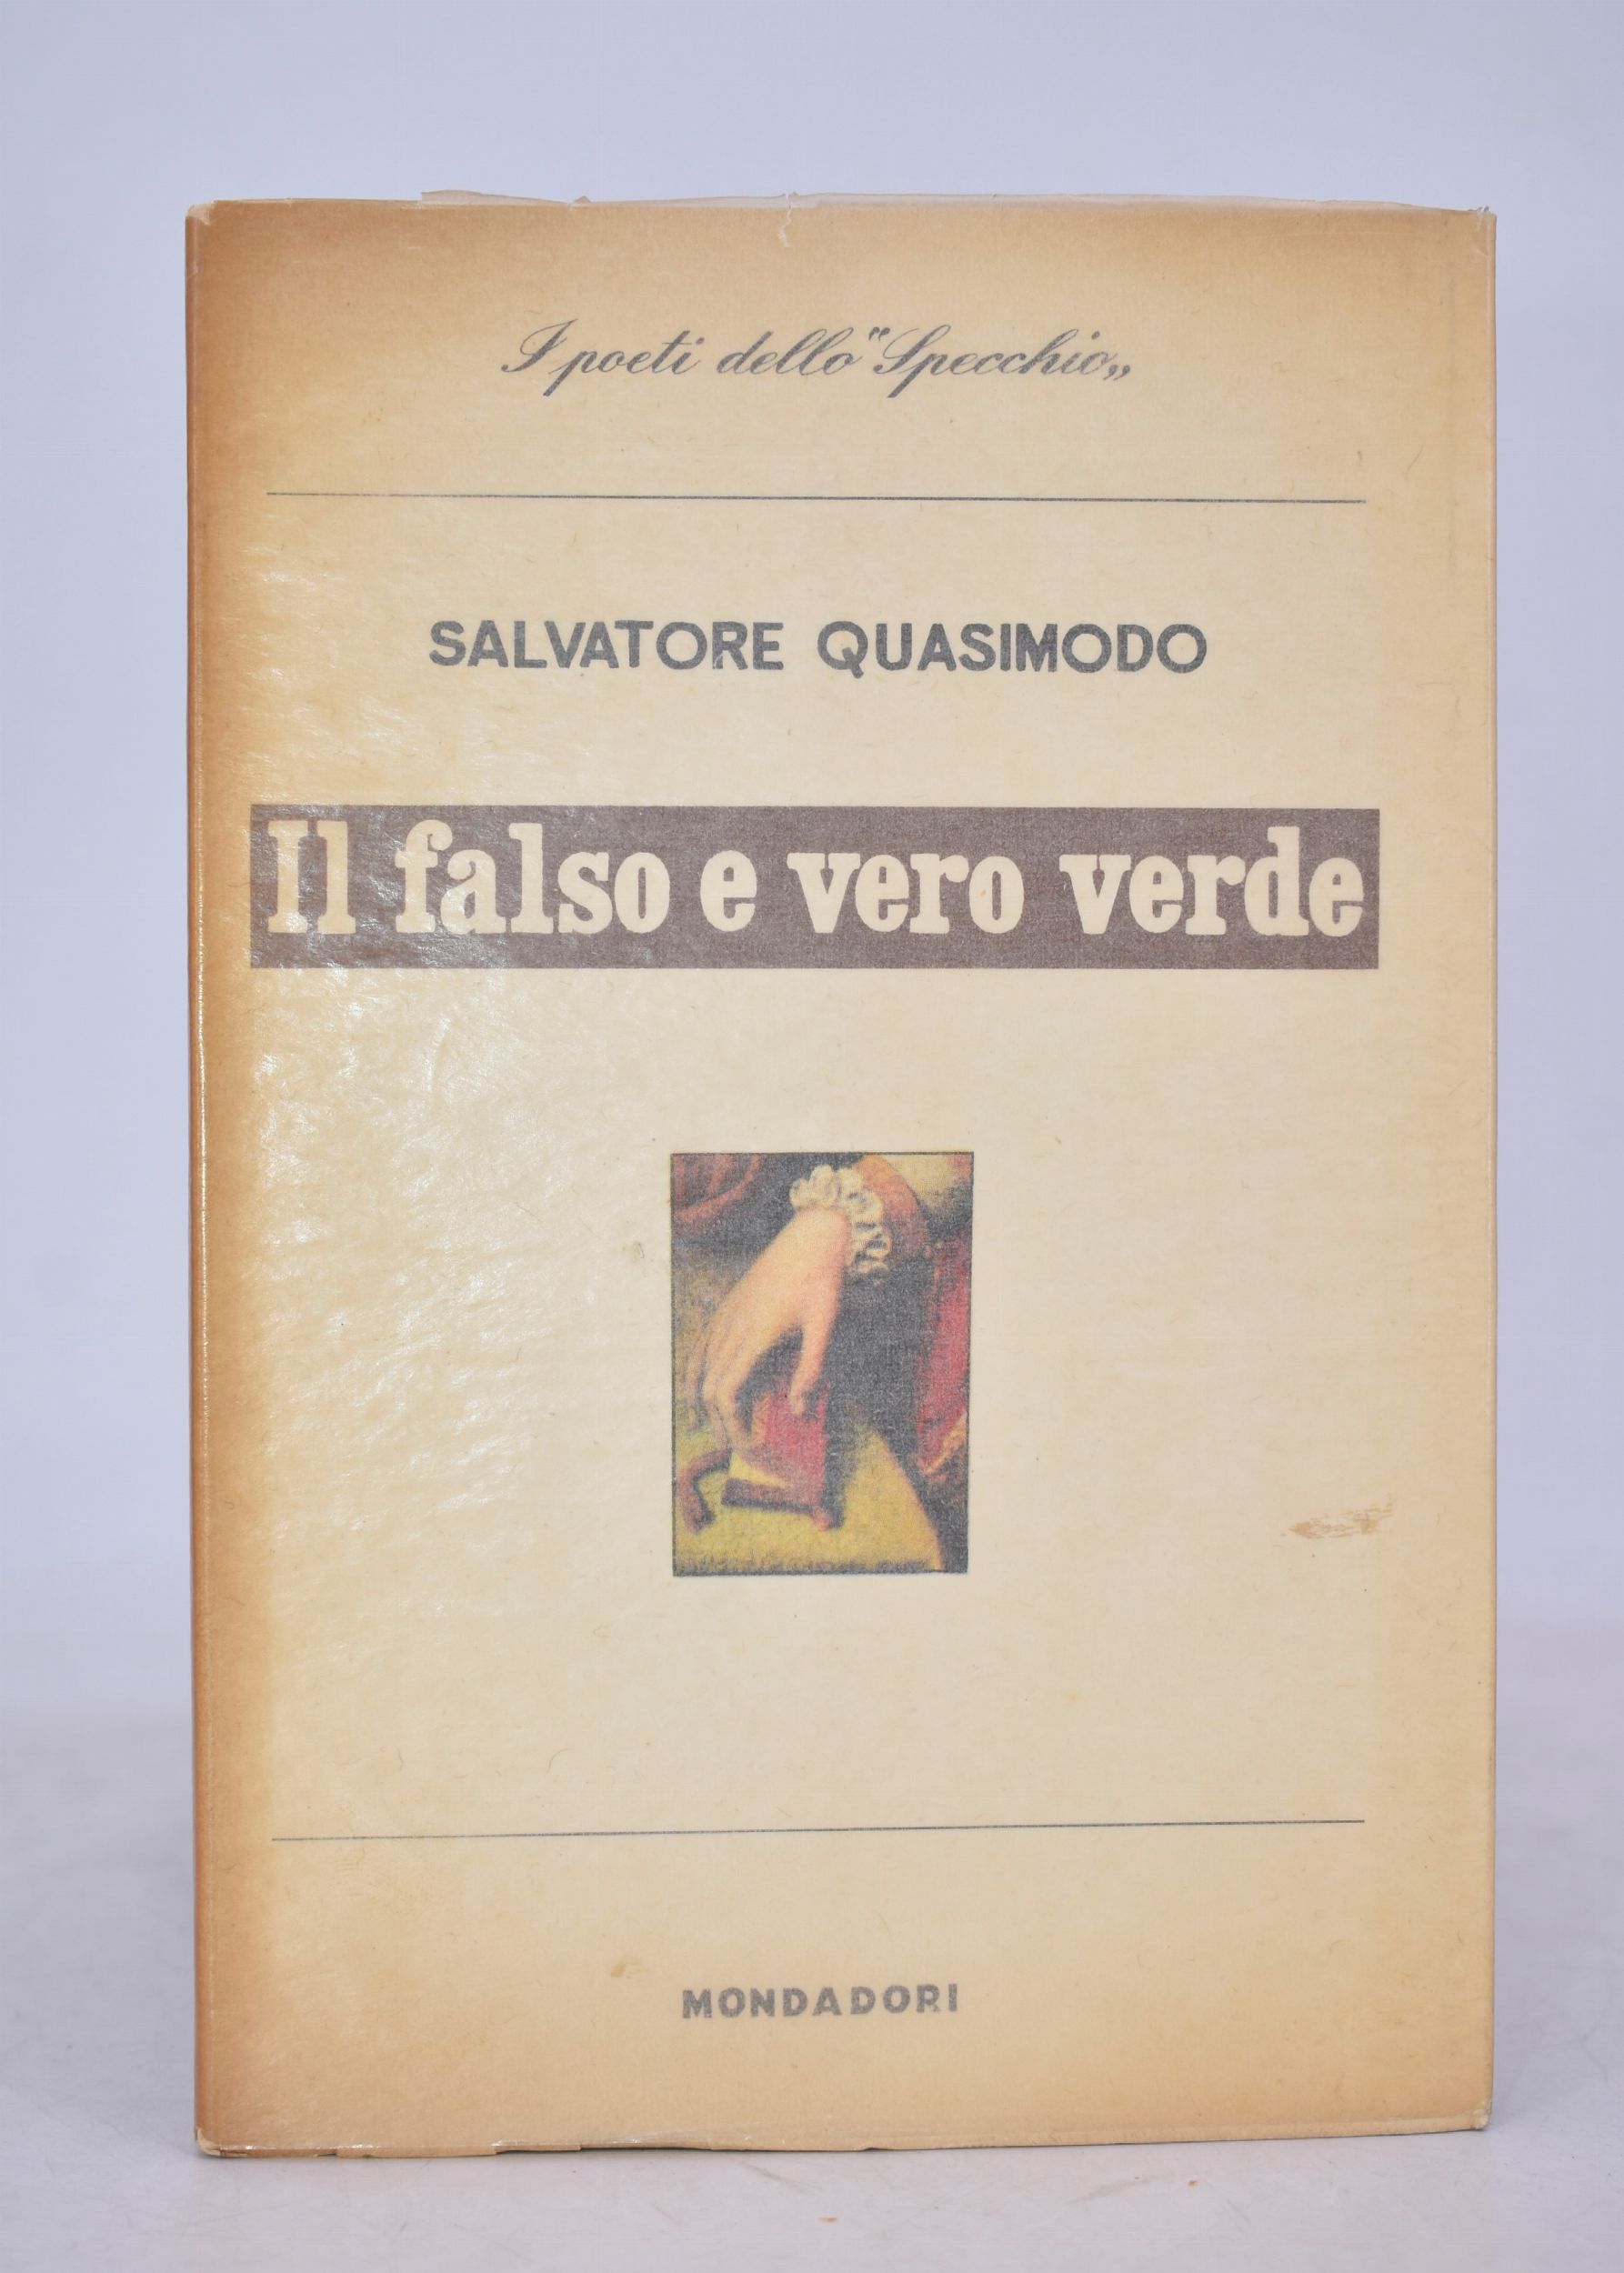 I poeti dello "Specchio„
SALVATORE QUASIMODO
Il falso e vero verde
MONDADORI